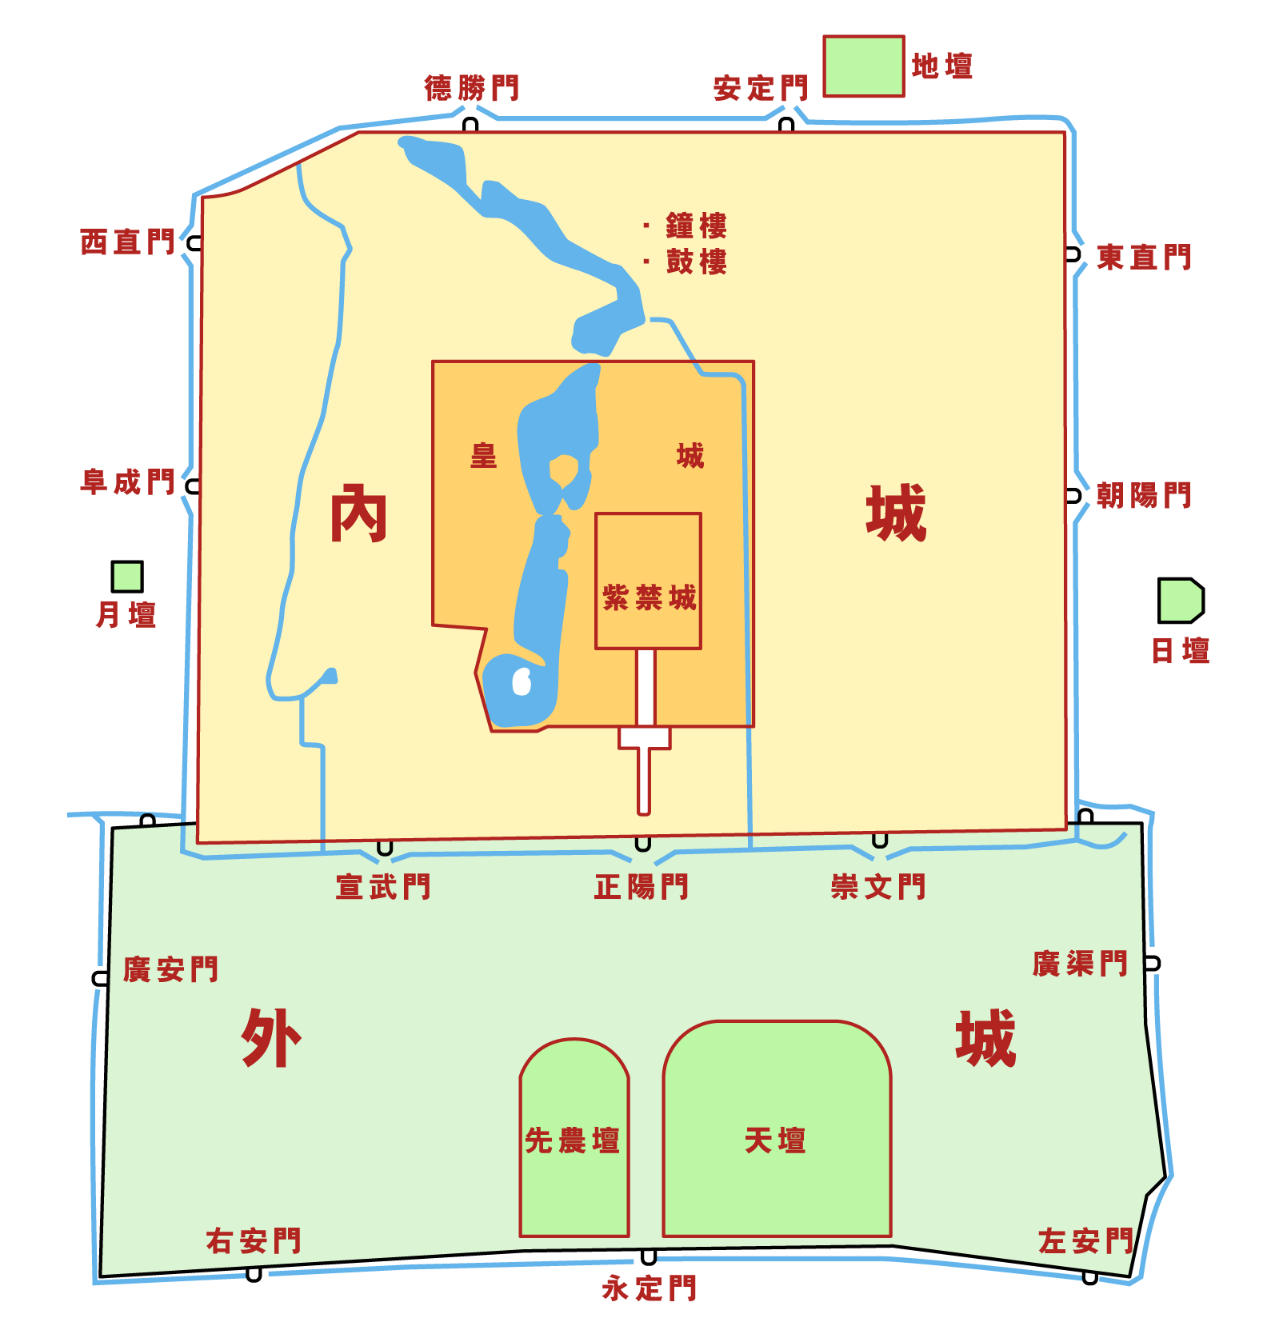 地壇
德勝門
安定門
西直門
・鐘樓
・鼓樓
東直門
皇城
阜成門
內城
朝陽門
紫禁城
月壇
日壇
宣武門
正陽門
崇文門
廣安門
廣渠門
外城
先農壇
天壇
右安門
左安門
永定門